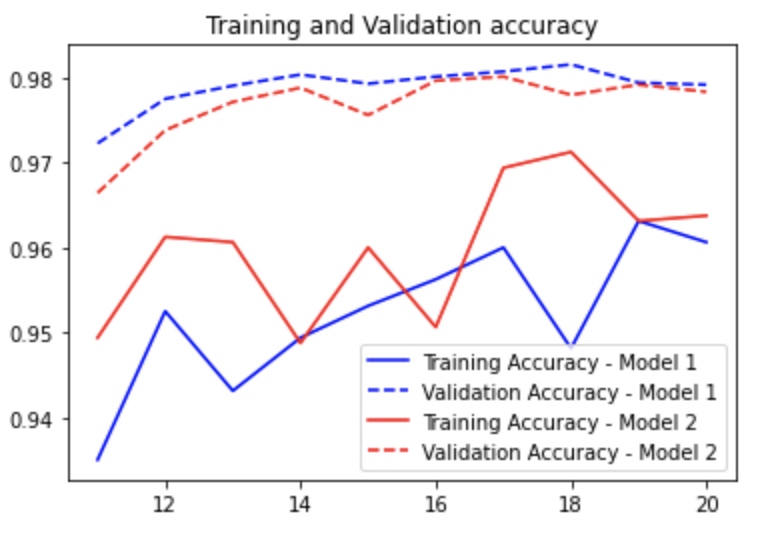 Training and Validation accuracy
0.98
0.97
0.96
0.95
0.94
Training Accuracy - Model 1
Validation Accuracy - Model 1
Training Accuracy - Model 2
Validation Accuracy - Model 2
12 14 16 18 20